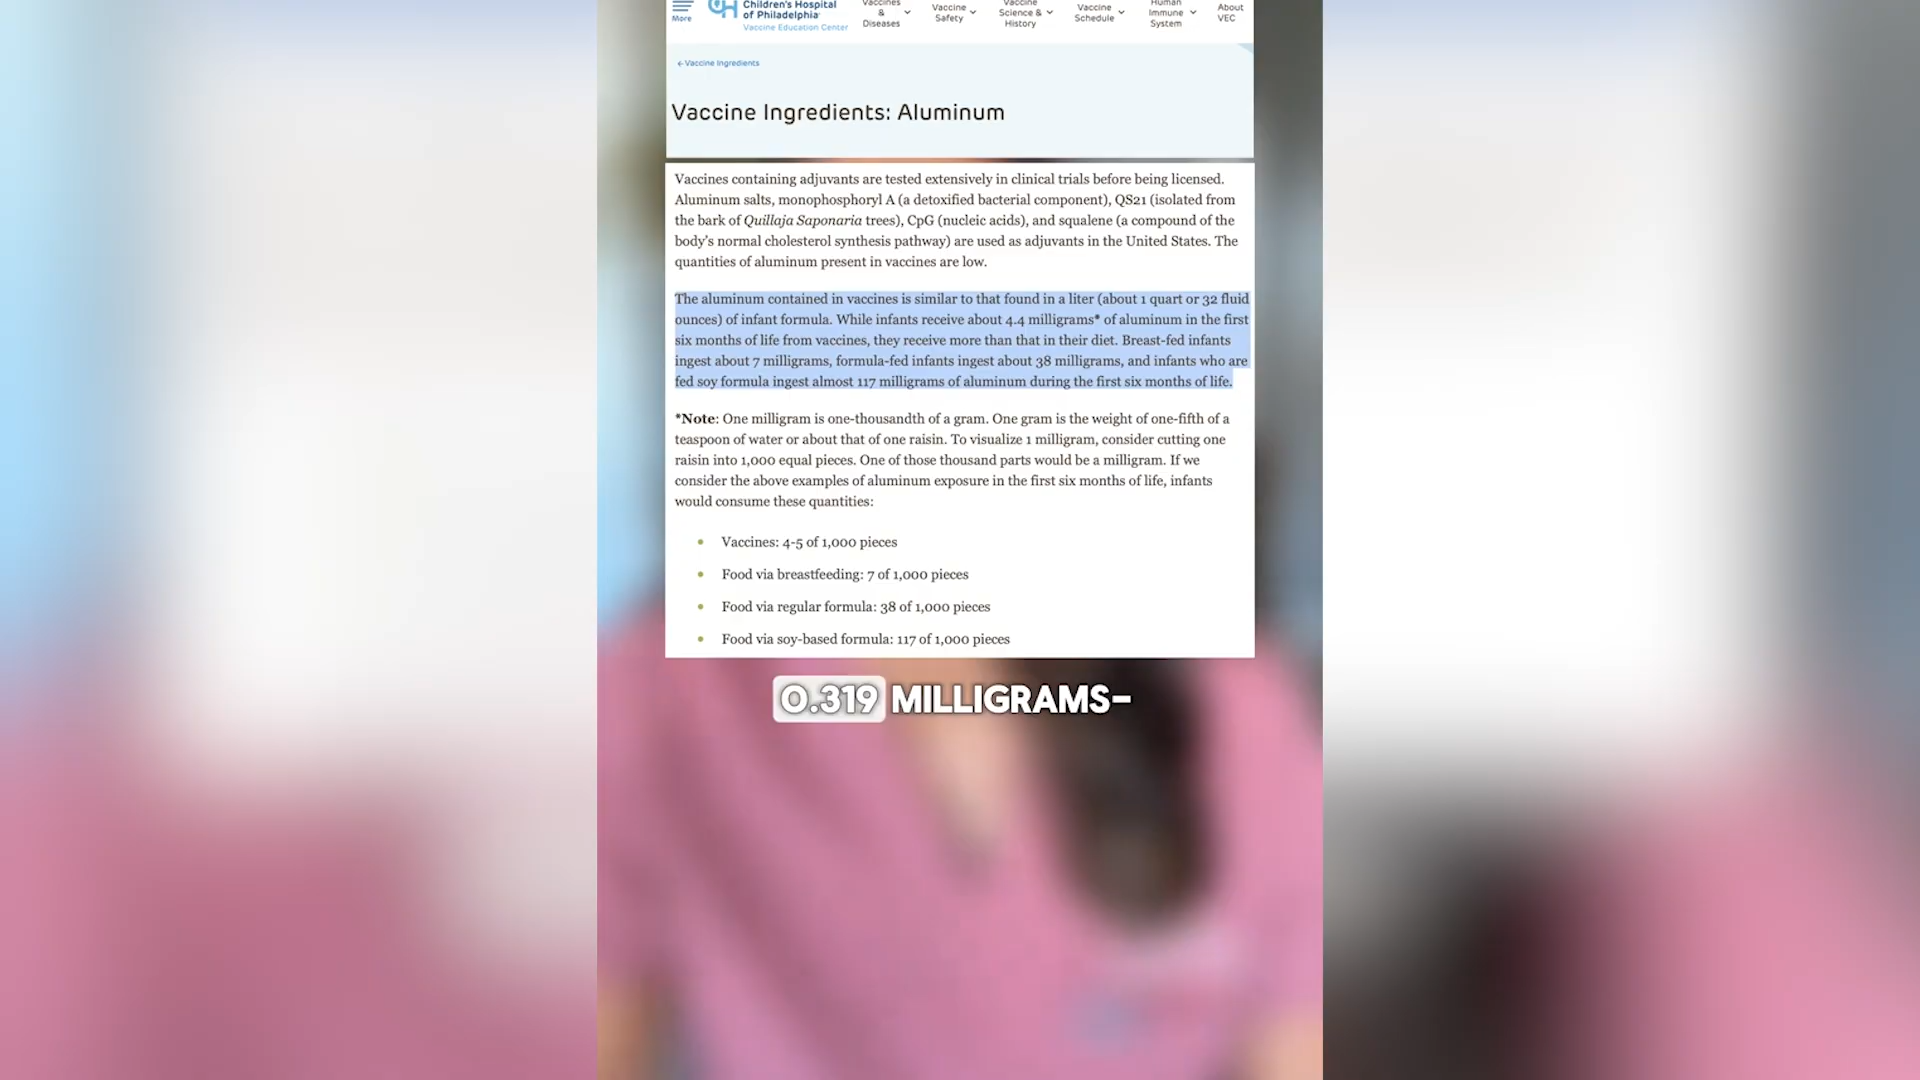 More
Children's Hospital
of Philadelphia
Vaccine Education Center
Vaccines
&
Diseases
Vaccine
Safety
Vaccine
Science &
History
Vaccine
Schedule
Human
Immune
System
About
VEC
← Vaccine Ingredients
Vaccine Ingredients: Aluminum
Vaccines containing adjuvants are tested extensively in clinical trials before being licensed.
Aluminum salts, monophosphoryl A (a detoxified bacterial component), QS21 (isolated from
the bark of Quillaja Saponaria trees), CpG (nucleic acids), and squalene (a compound of the
body's normal cholesterol synthesis pathway) are used as adjuvants in the United States. The
quantities of aluminum present in vaccines are low.
The aluminum contained in vaccines is similar to that found in a liter (about 1 quart or 32 fluid
ounces) of infant formula. While infants receive about 4.4 milligrams* of aluminum in the first
six months of life from vaccines, they receive more than that in their diet. Breast-fed infants
ingest about 7 milligrams, formula-fed infants ingest about 38 milligrams, and infants who are
fed soy formula ingest almost 117 milligrams of aluminum during the first six months of life.
*Note: One milligram is one-thousandth of a gram. One gram is the weight of one-fifth of a
teaspoon of water or about that of one raisin. To visualize 1 milligram, consider cutting one
raisin into 1,000 equal pieces. One of those thousand parts would be a milligram. If we
consider the above examples of aluminum exposure in the first six months of life, infants
would consume these quantities:
• Vaccines: 4-5 of 1,000 pieces
• Food via breastfeeding: 7 of 1,000 pieces
• Food via regular formula: 38 of 1,000 pieces
• Food via soy-based formula: 117 of 1,000 pieces
0.319 MILLIGRAMS-